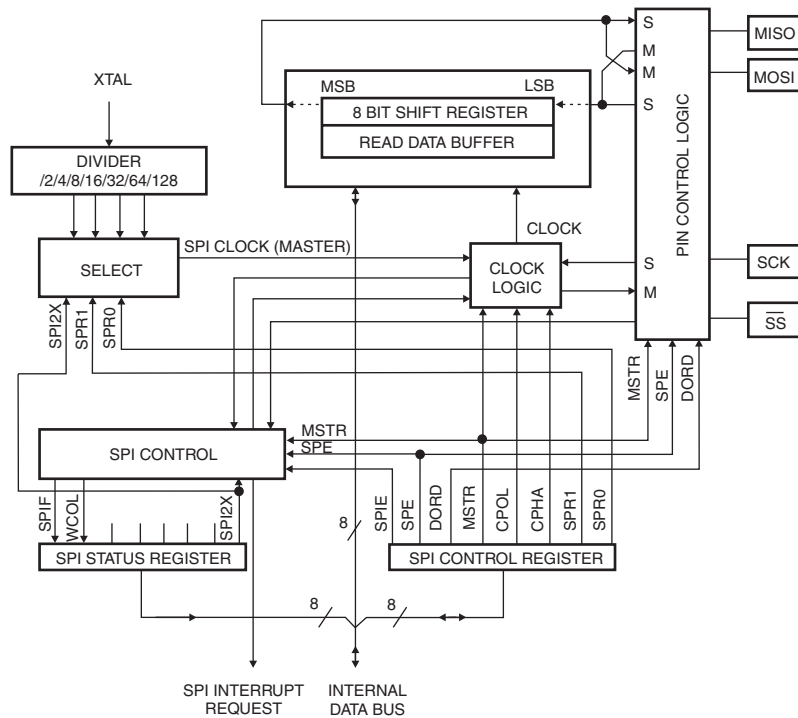 S
MISO
M
XTAL
MSB
LSB
M
MOSI
8 BIT SHIFT REGISTER
S
READ DATA BUFFER
DIVIDER
/2/4/8/16/32/64/128
PIN CONTROL LOGIC
CLOCK
SPI CLOCK (MASTER)
SELECT
CLOCK
LOGIC
S
SCK
M
SS
SPI2X
SPR1
SPR0
MSTR
SPE
DORD
MSTR
SPE
SPI CONTROL
SPIF
WCOL
SPI2X
SPIE
SPE
DORD
MSTR
CPOL
CPHA
SPR1
SPR0
8
SPI STATUS REGISTER
SPI CONTROL REGISTER
8
8
SPI INTERRUPT
REQUEST
INTERNAL
DATA BUS